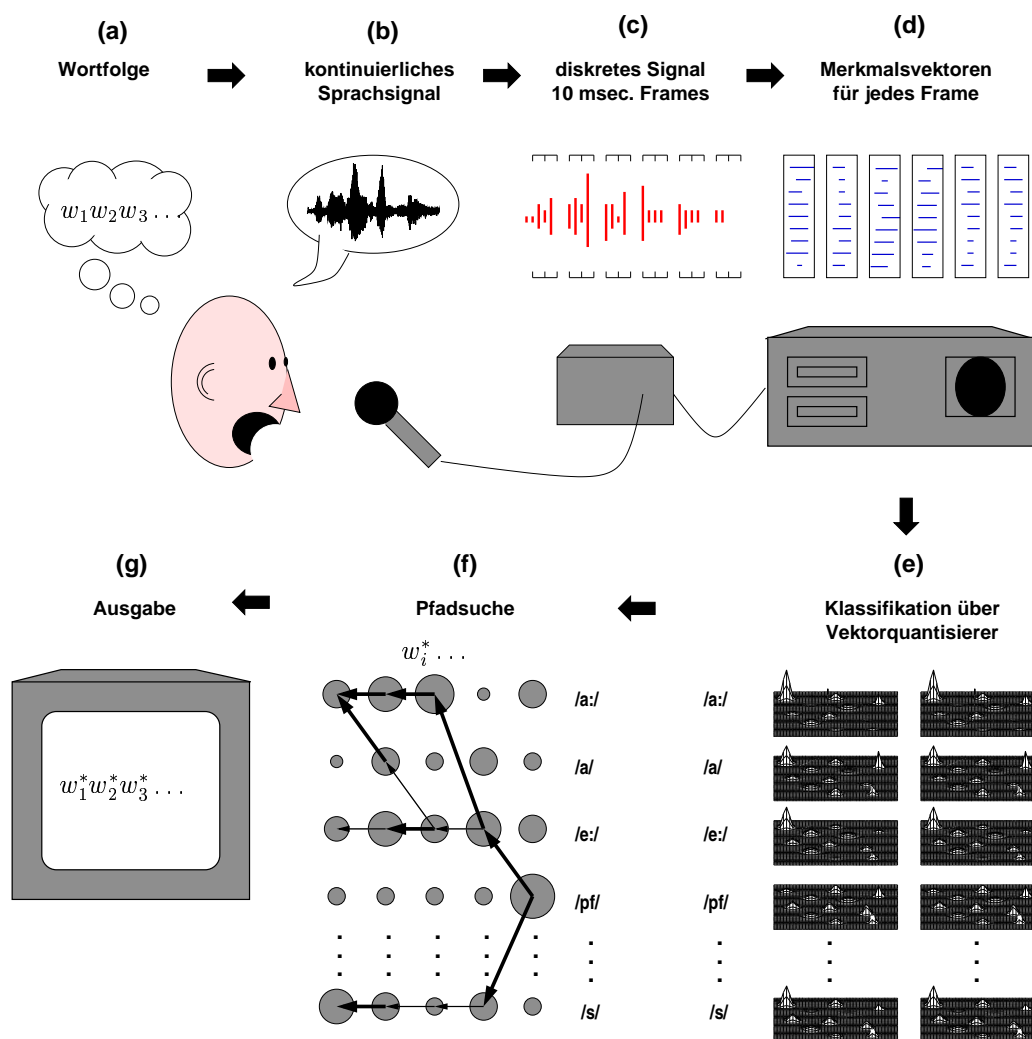 (a)
Wortfolge
(b)
kontinuierliches
Sprachsignal
(c)
diskretes Signal
10 msec. Frames
(d)
Merkmalsvektoren
für jedes Frame
w₁w₂w₃ . . .
(e)
Klassifikation über
Vektorquantisierer
(f)
Pfadsuche
(g)
Ausgabe
w*ᵢ . . .
/a:/
/a/
/e:/
/pf/
/s/
/a:/
/a/
/e:/
/pf/
/s/
w*₁w*₂w*₃ . . .